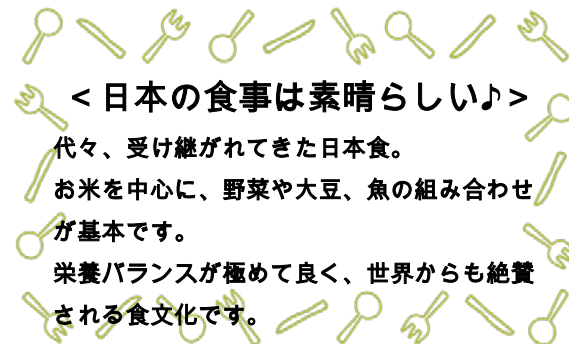 <日本の食事は素晴らしい♪>
代々、受け継がれてきた日本食。
お米を中心に、野菜や大豆、魚の組み合わせ
が基本です。
栄養バランスが極めて良く、世界からも絶賛
される食文化です。